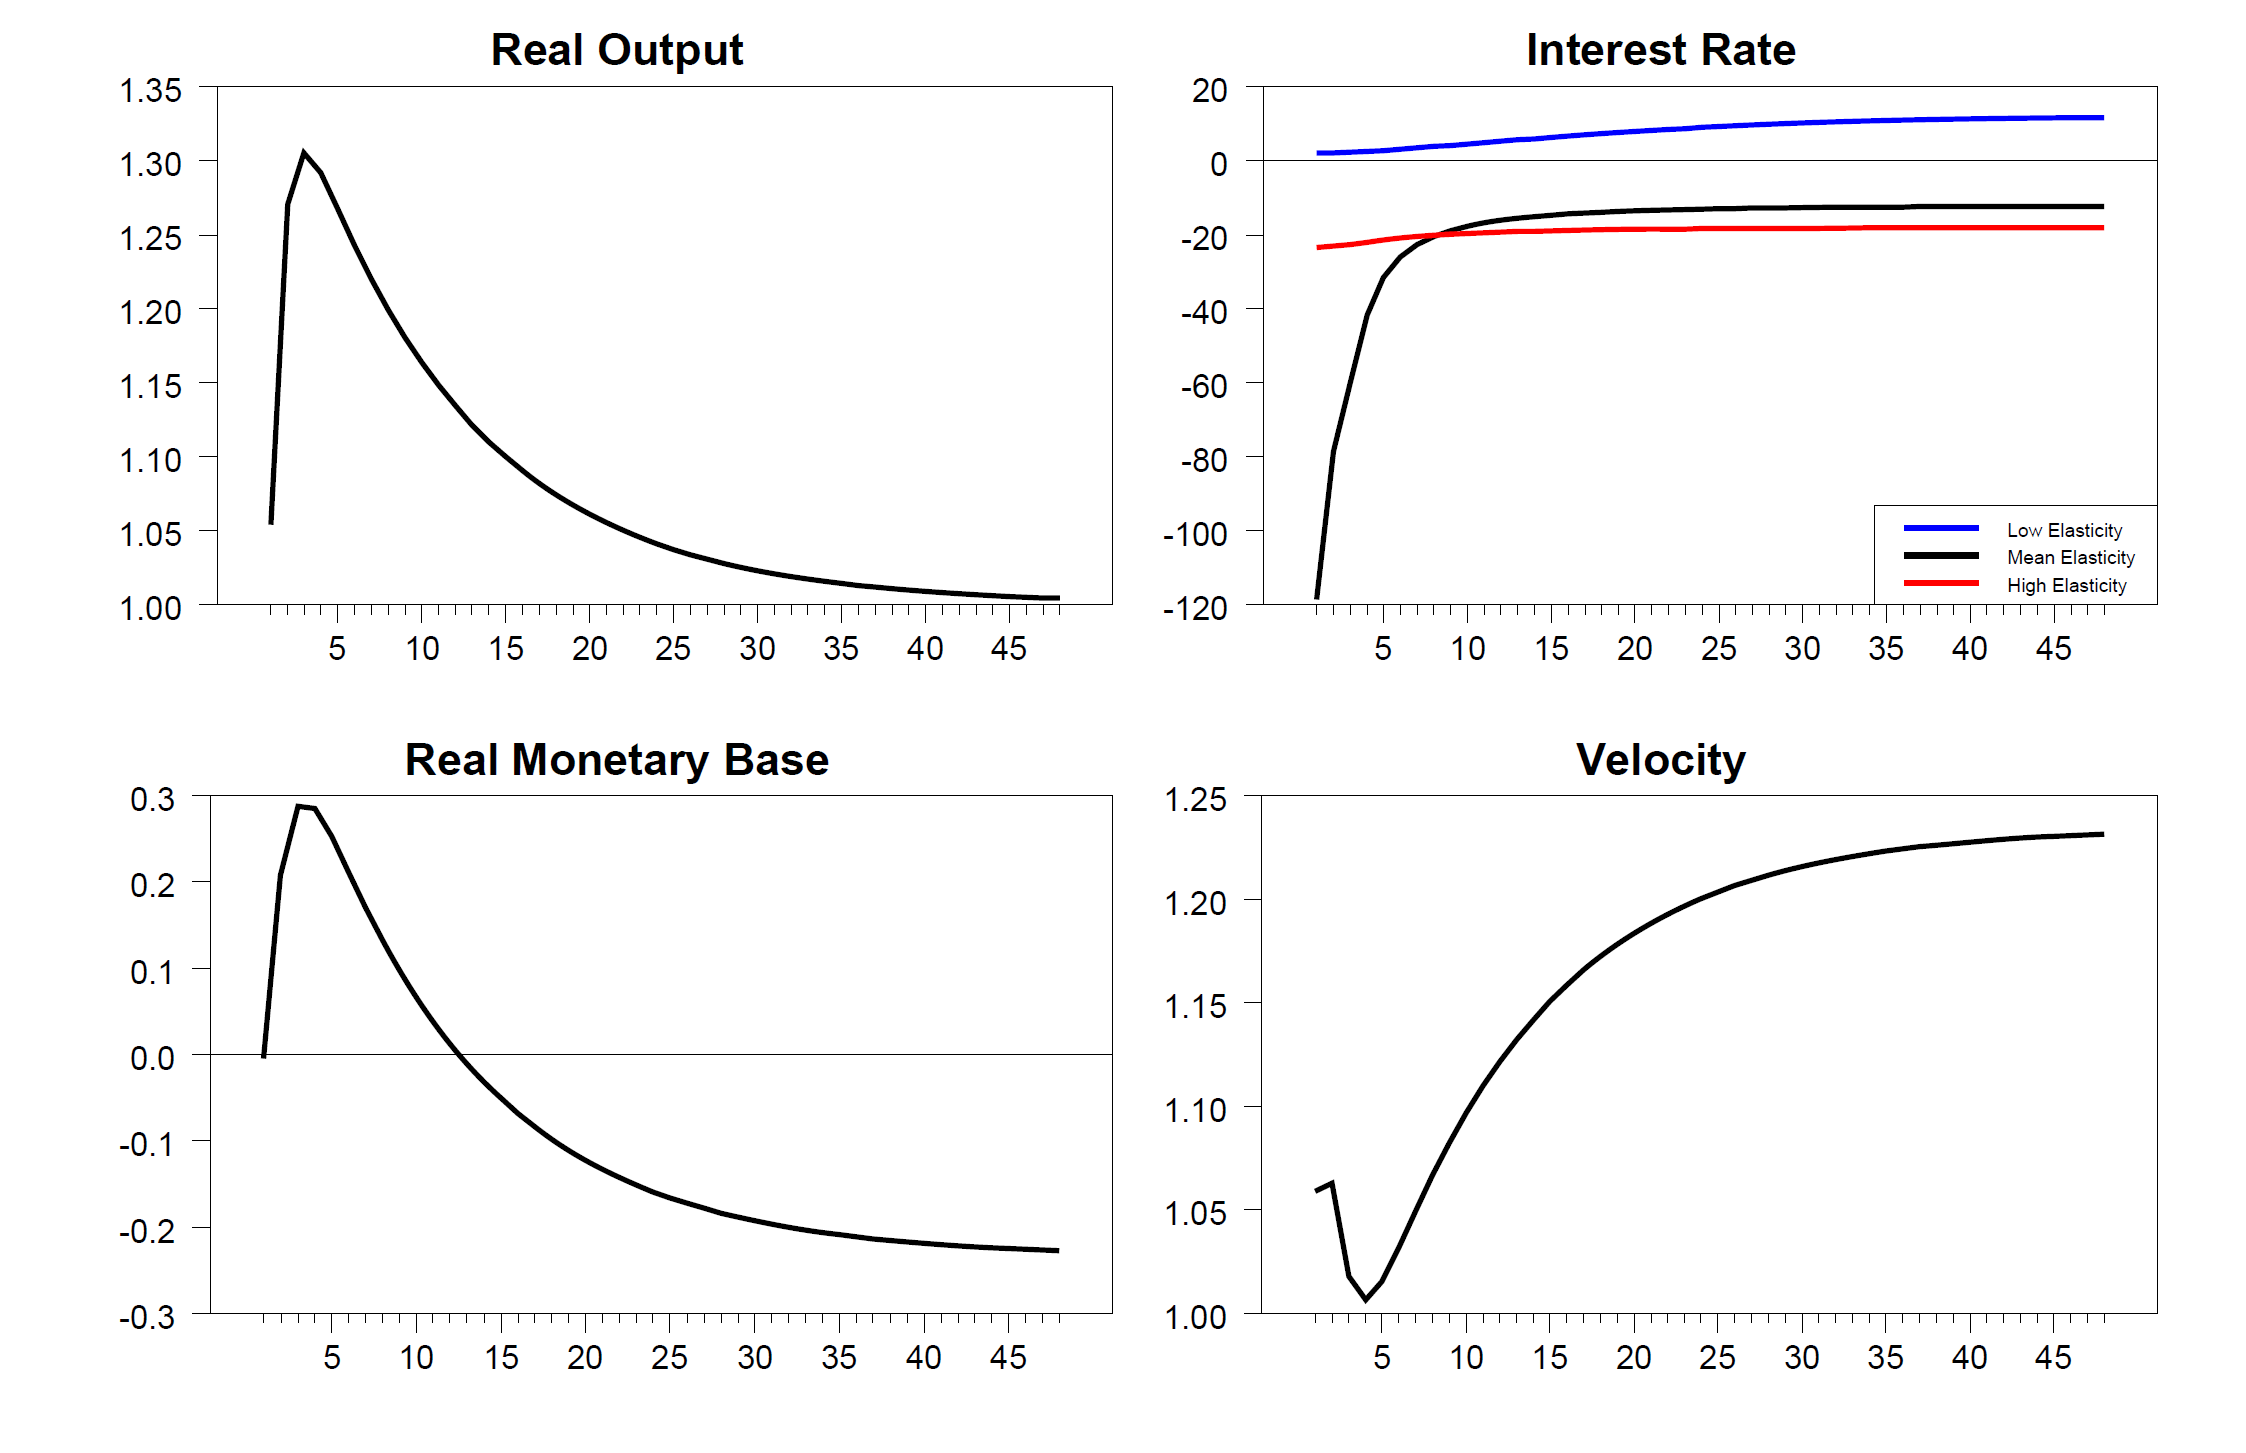 Real Output
1.35
1.30
1.25
1.20
1.15
1.10
1.05
1.00
5 10 15 20 25 30 35 40 45
Interest Rate
20
0
-20
-40
-60
-80
-100
-120
Low Elasticity
Mean Elasticity
High Elasticity
5 10 15 20 25 30 35 40 45
Real Monetary Base
0.3
0.2
0.1
0.0
-0.1
-0.2
-0.3
5 10 15 20 25 30 35 40 45
Velocity
1.25
1.20
1.15
1.10
1.05
1.00
5 10 15 20 25 30 35 40 45